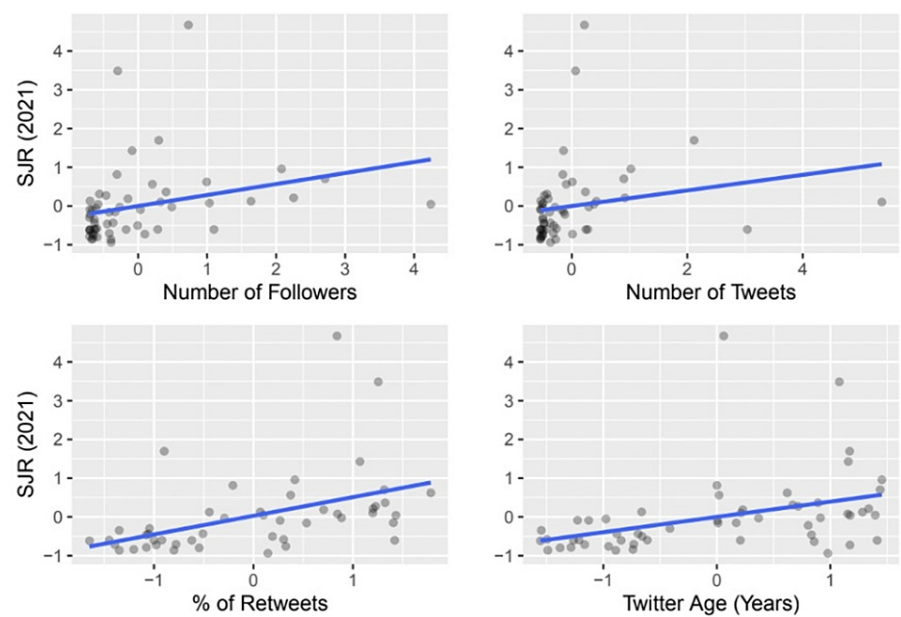 4
3
2
1
0
−1
SJR (2021)
0 1 2 3 4
Number of Followers
4
3
2
1
0
−1
0 2 4
Number of Tweets
4
3
2
1
0
−1
SJR (2021)
−1 0 1
% of Retweets
4
3
2
1
0
−1
−1 0 1
Twitter Age (Years)